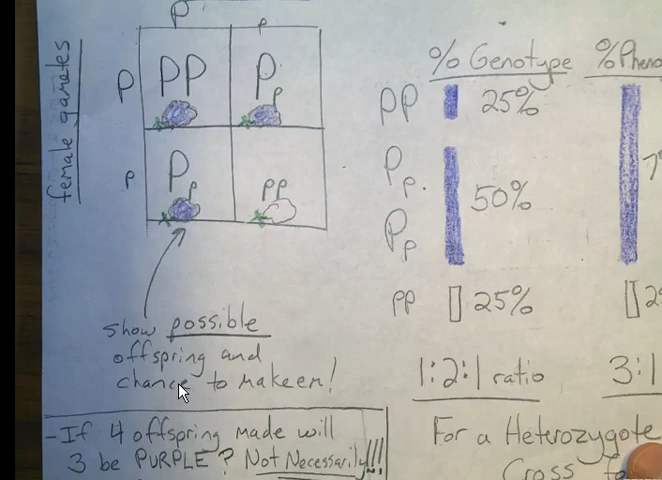 P P
female gametes
P PP Pp
p Pp pp
% Genotype
PP 25%
Pp
50%
Pp
pp 25%
1:2:1 ratio
3:1
show possible
offspring and
chance to make em!
-If 4 offspring made will
3 be PURPLE? Not Necessarily!!!
For a Heterozygote
Cross